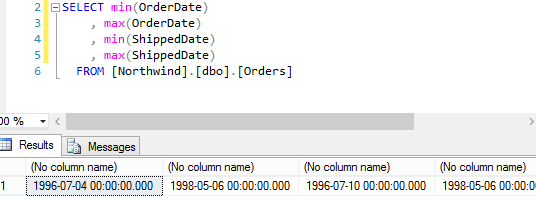 2 SELECT min(OrderDate)
3 , max(OrderDate)
4 , min(ShippedDate)
5 , max(ShippedDate)
6 FROM [Northwind].[dbo].[Orders]
00 %
Results Messages
(No column name) (No column name) (No column name) (No column name)
1 1996-07-04 00:00:00.000 1998-05-06 00:00:00.000 1996-07-10 00:00:00.000 1998-05-06 00:00:00.000